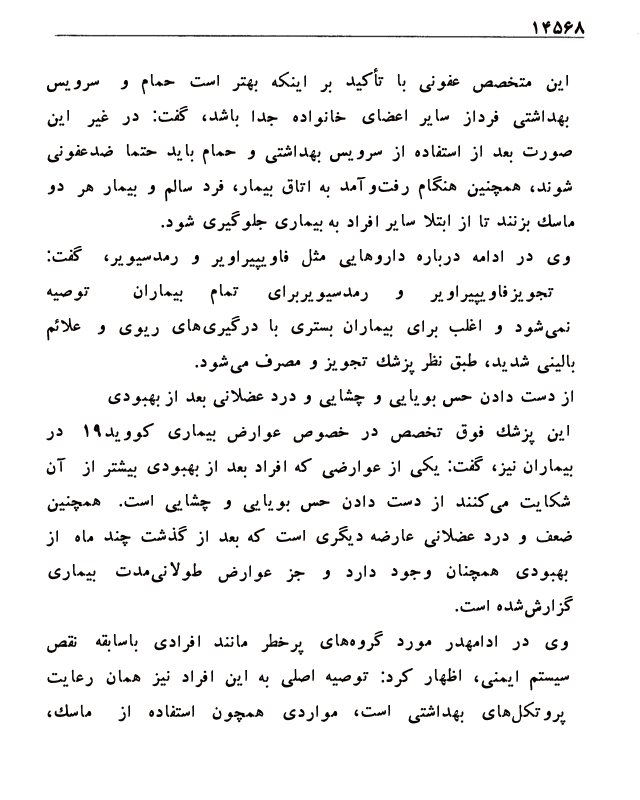 ۱۴۵۶۸
این متخصص عفونی با تأکید بر اینکه بهتر است حمام و سرویس
بهداشتی فرداز سایر اعضای خانواده جدا باشد، گفت: در غیر این
صورت بعد از استفاده از سرویس بهداشتی و حمام باید حتما ضدعفونی
شوند، همچنین هنگام رفت‌وآمد به اتاق بیمار، فرد سالم و بیمار هر دو
ماسک بزنند تا از ابتلا سایر افراد به بیماری جلوگیری شود.
وی در ادامه درباره داروهایی مثل فاویپیراویر و رمدسیویر، گفت:
تجویزفاویپیراویر و رمدسیویربرای تمام بیماران توصیه
نمی‌شود و اغلب برای بیماران بستری با درگیری‌های ریوی و علائم
بالینی شدید، طبق نظر پزشک تجویز و مصرف می‌شود.
از دست دادن حس بویایی و چشایی و درد عضلانی بعد از بهبودی
این پزشک فوق تخصص در خصوص عوارض بیماری کووید۱۹ در
بیماران نیز، گفت: یکی از عوارضی که افراد بعد از بهبودی بیشتر از آن
شکایت می‌کنند از دست دادن حس بویایی و چشایی است. همچنین
ضعف و درد عضلانی عارضه دیگری است که بعد از گذشت چند ماه از
بهبودی همچنان وجود دارد و جز عوارض طولانی‌مدت بیماری
گزارش‌شده است.
وی در ادامهدر مورد گروه‌های پرخطر مانند افرادی باسابقه نقص
سیستم ایمنی، اظهار کرد: توصیه اصلی به این افراد نیز همان رعایت
پروتکل‌های بهداشتی است، مواردی همچون استفاده از ماسک،